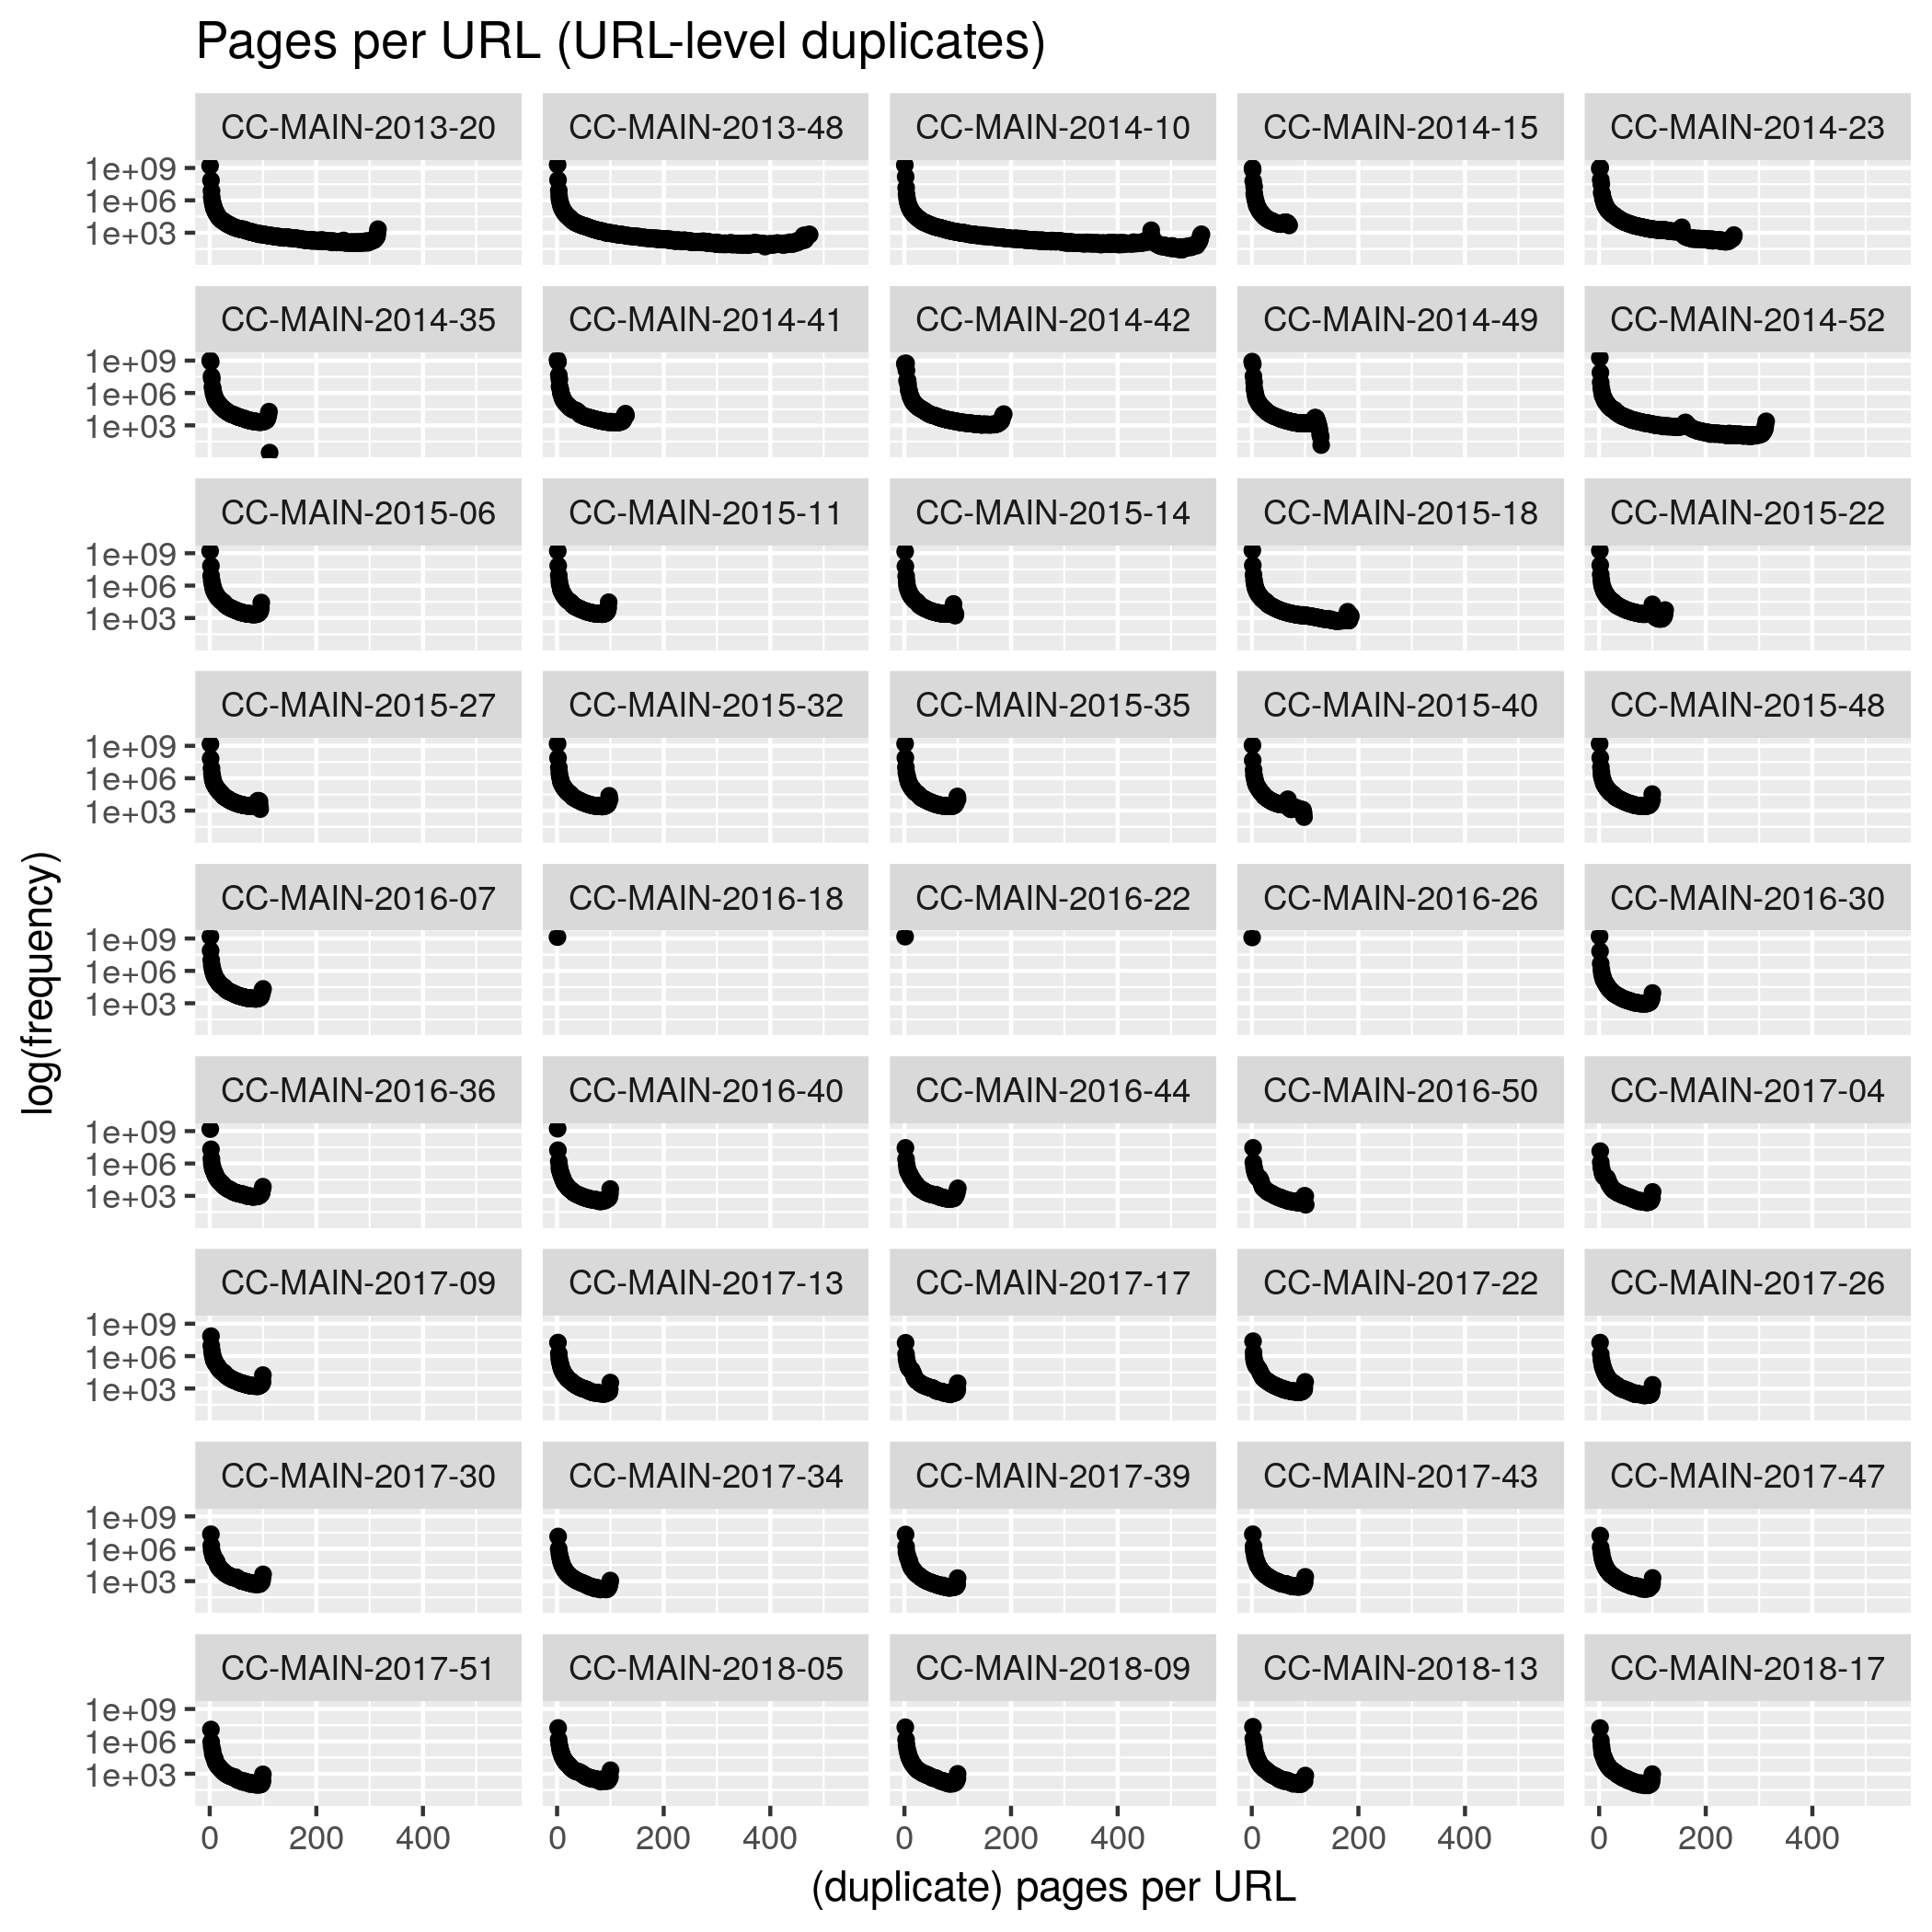 Pages per URL (URL-level duplicates)
CC-MAIN-2013-20 CC-MAIN-2013-48 CC-MAIN-2014-10 CC-MAIN-2014-15 CC-MAIN-2014-23
1e+09
1e+06
1e+03
CC-MAIN-2014-35 CC-MAIN-2014-41 CC-MAIN-2014-42 CC-MAIN-2014-49 CC-MAIN-2014-52
1e+09
1e+06
1e+03
CC-MAIN-2015-06 CC-MAIN-2015-11 CC-MAIN-2015-14 CC-MAIN-2015-18 CC-MAIN-2015-22
1e+09
1e+06
1e+03
CC-MAIN-2015-27 CC-MAIN-2015-32 CC-MAIN-2015-35 CC-MAIN-2015-40 CC-MAIN-2015-48
1e+09
1e+06
1e+03
log(frequency)
CC-MAIN-2016-07 CC-MAIN-2016-18 CC-MAIN-2016-22 CC-MAIN-2016-26 CC-MAIN-2016-30
1e+09
1e+06
1e+03
CC-MAIN-2016-36 CC-MAIN-2016-40 CC-MAIN-2016-44 CC-MAIN-2016-50 CC-MAIN-2017-04
1e+09
1e+06
1e+03
CC-MAIN-2017-09 CC-MAIN-2017-13 CC-MAIN-2017-17 CC-MAIN-2017-22 CC-MAIN-2017-26
1e+09
1e+06
1e+03
CC-MAIN-2017-30 CC-MAIN-2017-34 CC-MAIN-2017-39 CC-MAIN-2017-43 CC-MAIN-2017-47
1e+09
1e+06
1e+03
CC-MAIN-2017-51 CC-MAIN-2018-05 CC-MAIN-2018-09 CC-MAIN-2018-13 CC-MAIN-2018-17
1e+09
1e+06
1e+03
0 200 400 0 200 400 0 200 400 0 200 400 0 200 400
(duplicate) pages per URL